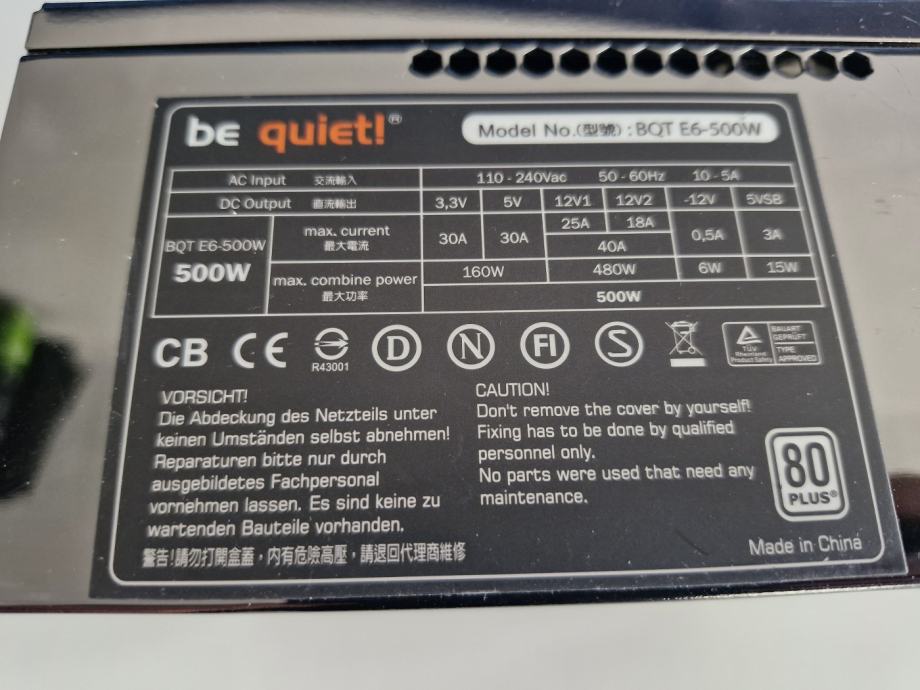 be quiet!®
Model No.(型號) : BQT E6-500W
AC Input 交流輸入 110 - 240Vac 50 - 60Hz 10 - 5A
DC Output 直流輸出 3,3V 5V 12V1 12V2 -12V 5VSB
BQT E6-500W
500W
max. current
最大電流
30A 30A 25A 18A 0,5A 3A
40A
max. combine power
最大功率
160W 480W 6W 15W
500W
CB CE R43001 D N FI S
TÜV
Rheinland
Product Safety
BAUART
GEPRÜFT
TYPE
APPROVED
VORSICHT!
Die Abdeckung des Netzteils unter
keinen Umständen selbst abnehmen!
Reparaturen bitte nur durch
ausgebildetes Fachpersonal
vornehmen lassen. Es sind keine zu
wartenden Bauteile vorhanden.
警告!請勿打開盒蓋，內有危險高壓，請退回代理商維修
CAUTION!
Don't remove the cover by yourself!
Fixing has to be done by qualified
personnel only.
No parts were used that need any
maintenance.
80
PLUS®
Made in China